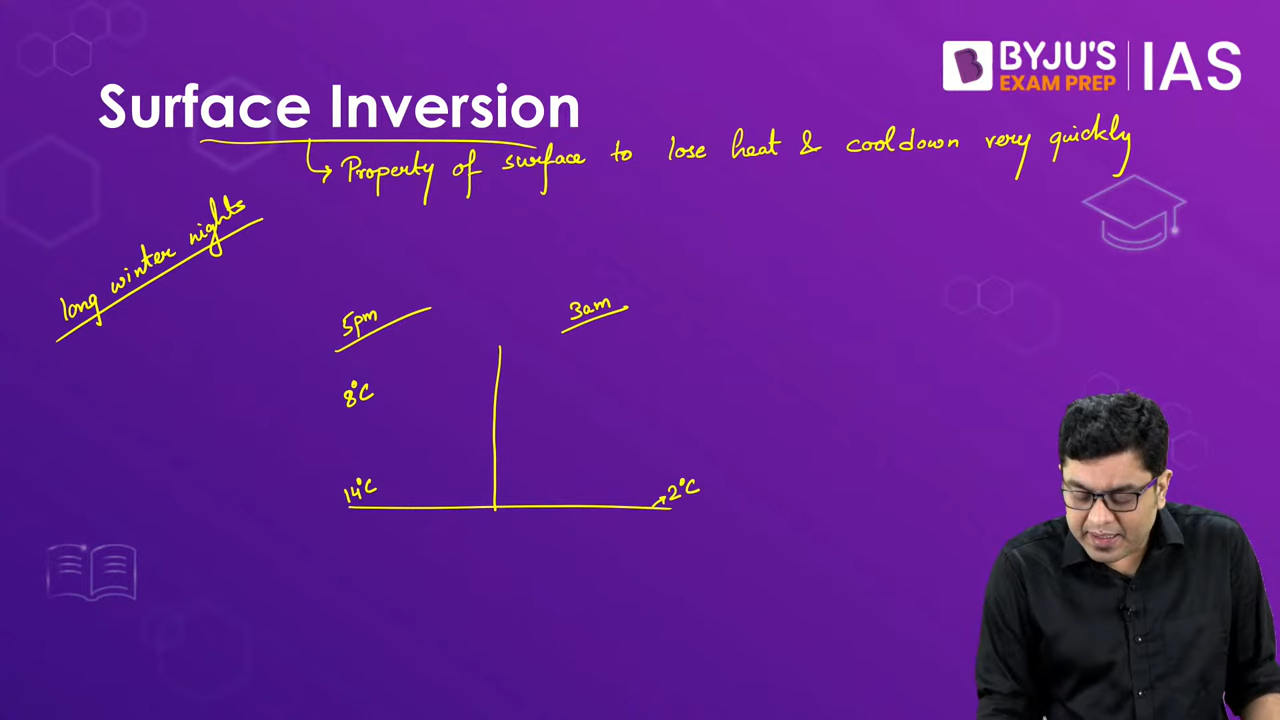 BYJU'S
EXAM PREP
IAS
Surface Inversion
Property of surface to lose heat & cooldown very quickly
long winter nights
5pm
3am
8°C
14°C
2°C